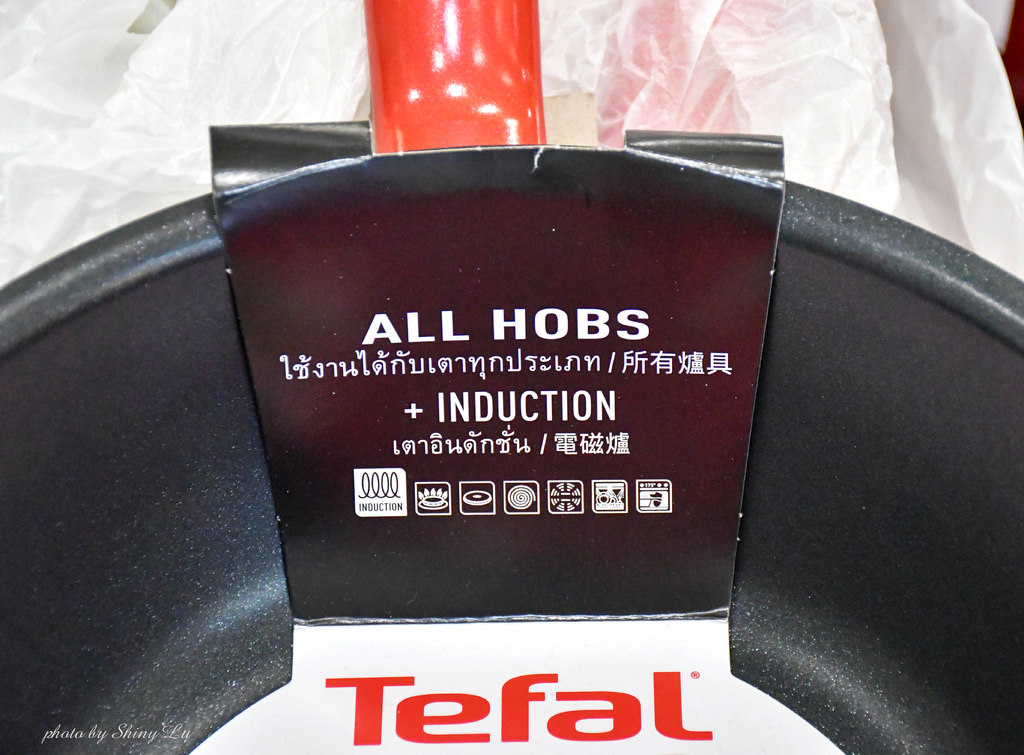 ALL HOBS
ใช้งานได้กับเตาทุกประเภท / 所有爐具
+ INDUCTION
เตาอินดักชั่น / 電磁爐
INDUCTION
175°
Tefal®
photo by Shiny Lu